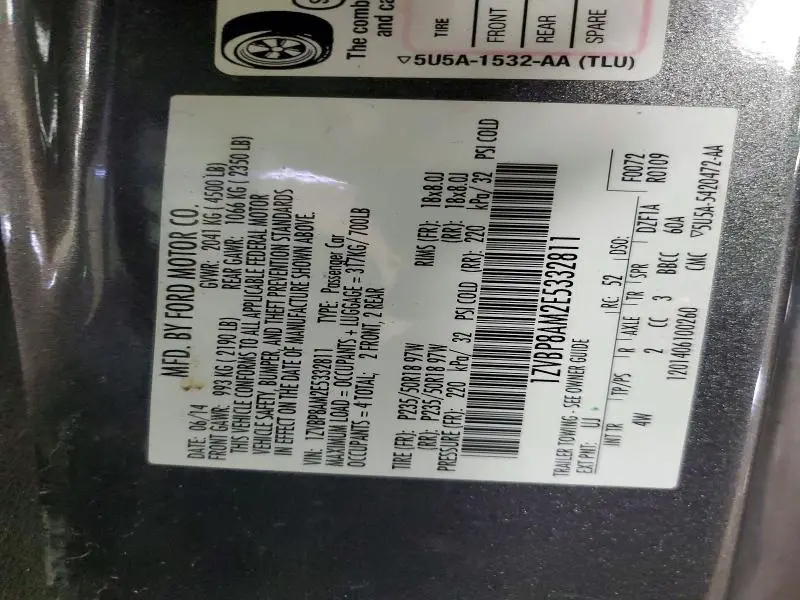 The comb
and ca
TIRE
FRONT
REAR
SPARE
▽5U5A-1532-AA (TLU)
MFD. BY FORD MOTOR CO.
DATE: 06/14 GVWR: 2041 KG ( 4500 LB)
FRONT GAWR: 993 KG ( 2190 LB) REAR GAWR: 1066 KG ( 2350 LB)
THIS VEHICLE CONFORMS TO ALL APPLICABLE FEDERAL MOTOR
VEHICLE SAFETY, BUMPER, AND THEFT PREVENTION STANDARDS
IN EFFECT ON THE DATE OF MANUFACTURE SHOWN ABOVE.
VIN: 1ZVBP8AM2E5332811 TYPE: Passenger Car
MAXIMUM LOAD = OCCUPANTS + LUGGAGE = 317KG/700LB
OCCUPANTS = 4 TOTAL; 2 FRONT, 2 REAR
TIRE (FR): P235/50R18 97W RIMS (FR): 18x8.0J
(RR): P235/50R18 97W (RR): 18x8.0J
PRESSURE (FR): 220 kPa/ 32 PSI COLD (RR): 220 kPa/ 32 PSI COLD
1ZVBP8AM2E5332811
TRAILER TOWING - SEE OWNER GUIDE
EXT PNT: UJ RC: 52 DSO: F0072
INT TR TP/PS R AXLE TR SPR DZF1A R0109
4W 2 CC 3 BBCC 60A
12014061100260 CMC ▽5U5A-5420472-AA